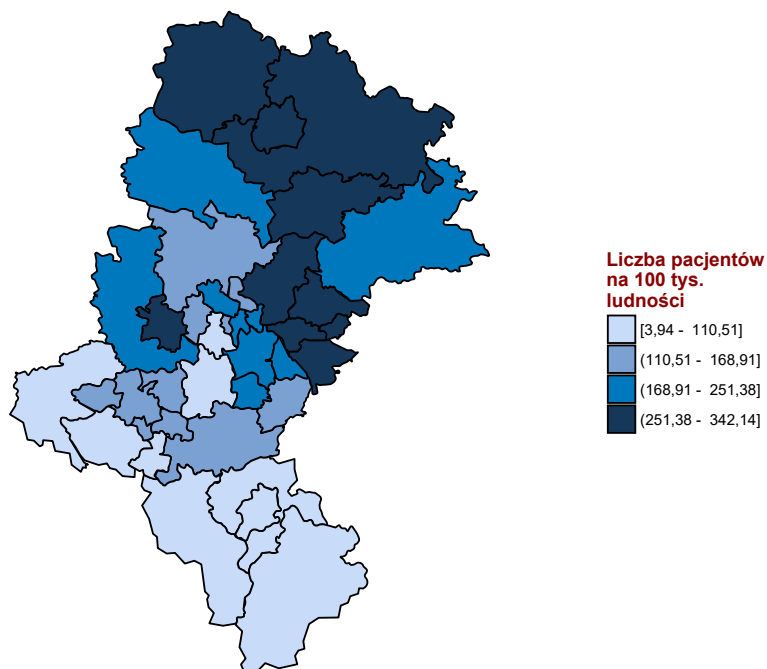 Liczba pacjentów
na 100 tys.
ludności
[3,94 - 110,51]
(110,51 - 168,91]
(168,91 - 251,38]
(251,38 - 342,14]